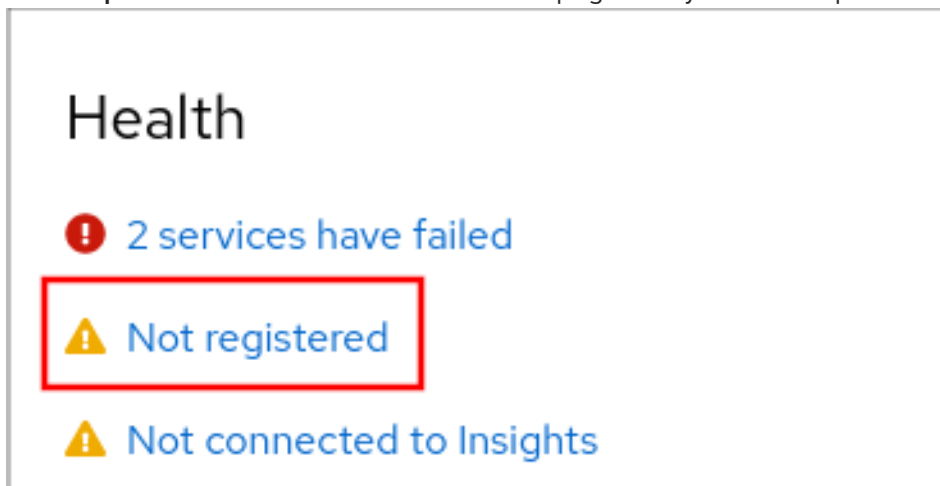 Health
2 services have failed
Not registered
Not connected to Insights